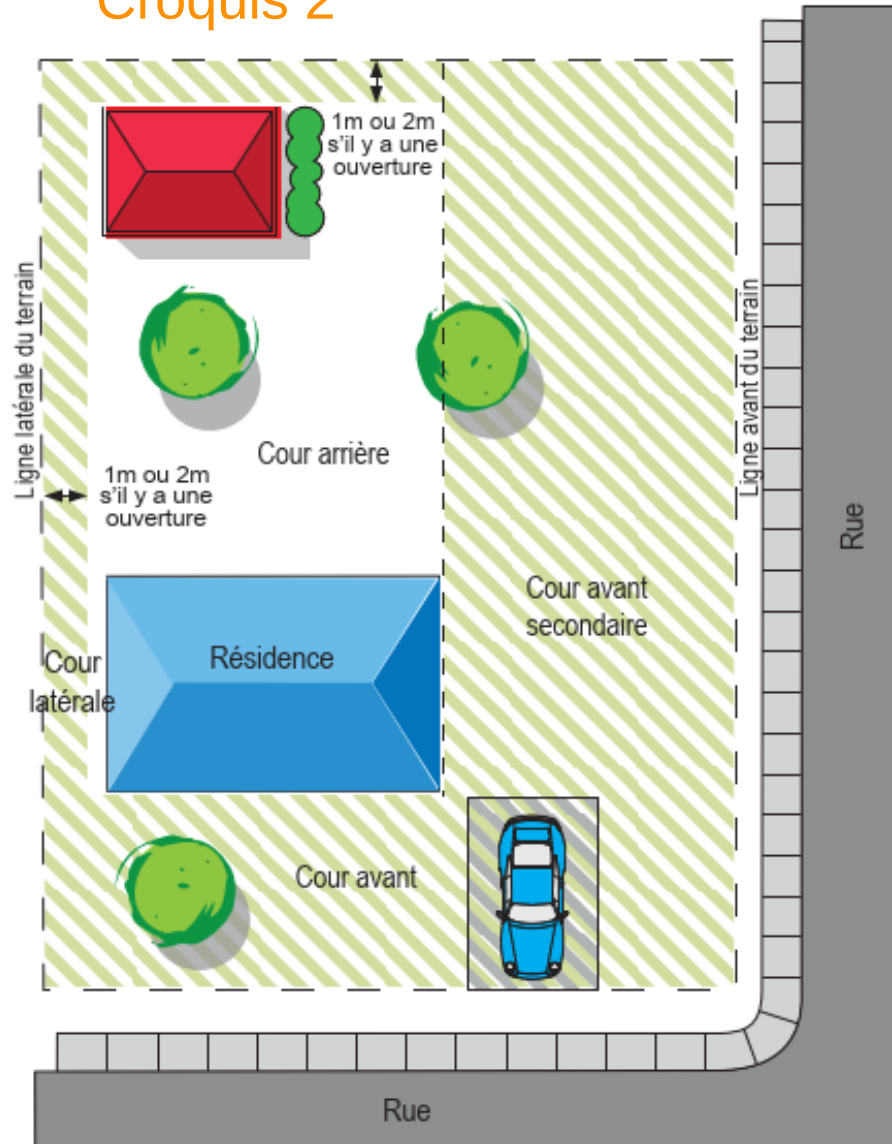 Croquis 2
1m ou 2m
s'il y a une
ouverture
Ligne latérale du terrain
Ligne avant du terrain
Cour arrière
1m ou 2m
s'il y a une
ouverture
Rue
Cour avant
secondaire
Cour
latérale
Résidence
Cour avant
Rue